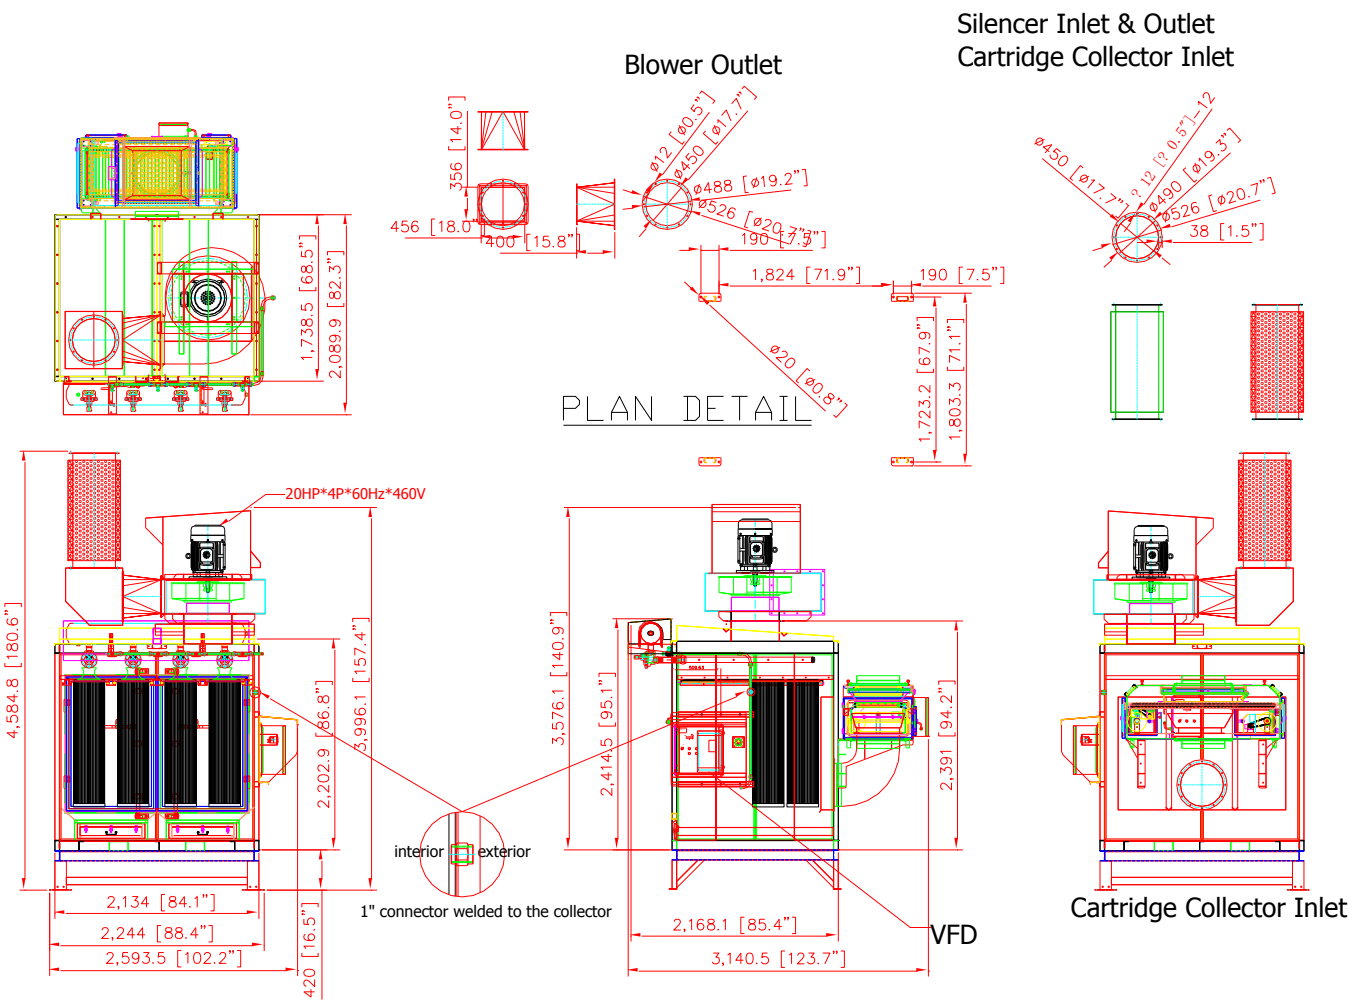 Silencer Inlet & Outlet
Cartridge Collector Inlet
Blower Outlet
356 [14.0"]
456 [18.0"]
400 [15.8"]
ø12 [ø0.5"]
ø450 [ø17.7"]
ø488 [ø19.2"]
ø526 [ø20.7"]
190 [7.5"]
1,824 [71.9"]
190 [7.5"]
ø20 [ø0.8"]
1,723.2 [67.9"]
1,803.3 [71.1"]
PLAN DETAIL
ø450 [ø17.7"]
? 12 [? 0.5"]-12
ø490 [ø19.3"]
ø526 [ø20.7"]
38 [1.5"]
1,738.5 [68.5"]
2,089.9 [82.3"]
20HP*4P*60Hz*460V
4,584.8 [180.6"]
2,202.9 [86.8"]
3,996.1 [157.4"]
420 [16.5"]
2,134 [84.1"]
2,244 [88.4"]
2,593.5 [102.2"]
interior
exterior
1" connector welded to the collector
3,576.1 [140.9"]
2,414.5 [95.1"]
2,391 [94.2"]
2,168.1 [85.4"]
3,140.5 [123.7"]
VFD
Cartridge Collector Inlet